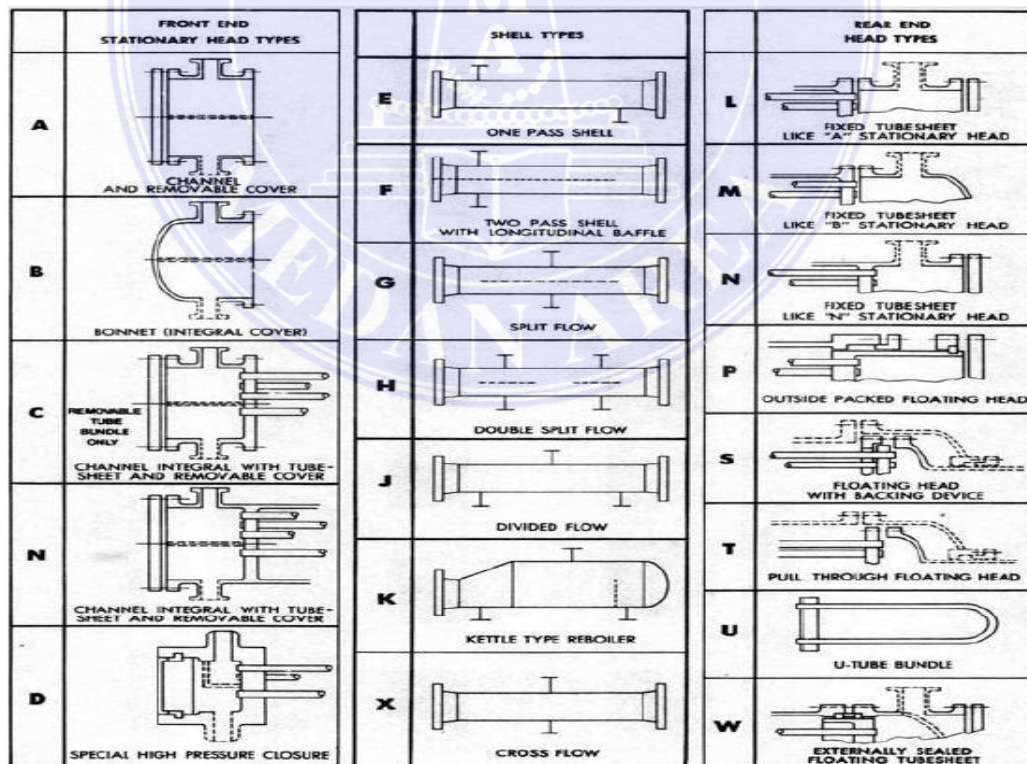 FRONT END
STATIONARY HEAD TYPES
A
CHANNEL
AND REMOVABLE COVER
B
BONNET (INTEGRAL COVER)
C
REMOVABLE
TUBE
BUNDLE
ONLY
CHANNEL INTEGRAL WITH TUBE-
SHEET AND REMOVABLE COVER
N
CHANNEL INTEGRAL WITH TUBE-
SHEET AND REMOVABLE COVER
D
SPECIAL HIGH PRESSURE CLOSURE
SHELL TYPES
E
ONE PASS SHELL
F
TWO PASS SHELL
WITH LONGITUDINAL BAFFLE
G
SPLIT FLOW
H
DOUBLE SPLIT FLOW
J
DIVIDED FLOW
K
KETTLE TYPE REBOILER
X
CROSS FLOW
REAR END
HEAD TYPES
L
FIXED TUBESHEET
LIKE "A" STATIONARY HEAD
M
FIXED TUBESHEET
LIKE "B" STATIONARY HEAD
N
FIXED TUBESHEET
LIKE "N" STATIONARY HEAD
P
OUTSIDE PACKED FLOATING HEAD
S
FLOATING HEAD
WITH BACKING DEVICE
T
PULL THROUGH FLOATING HEAD
U
U-TUBE BUNDLE
W
EXTERNALLY SEALED
FLOATING TUBESHEET
MEDAN AREA